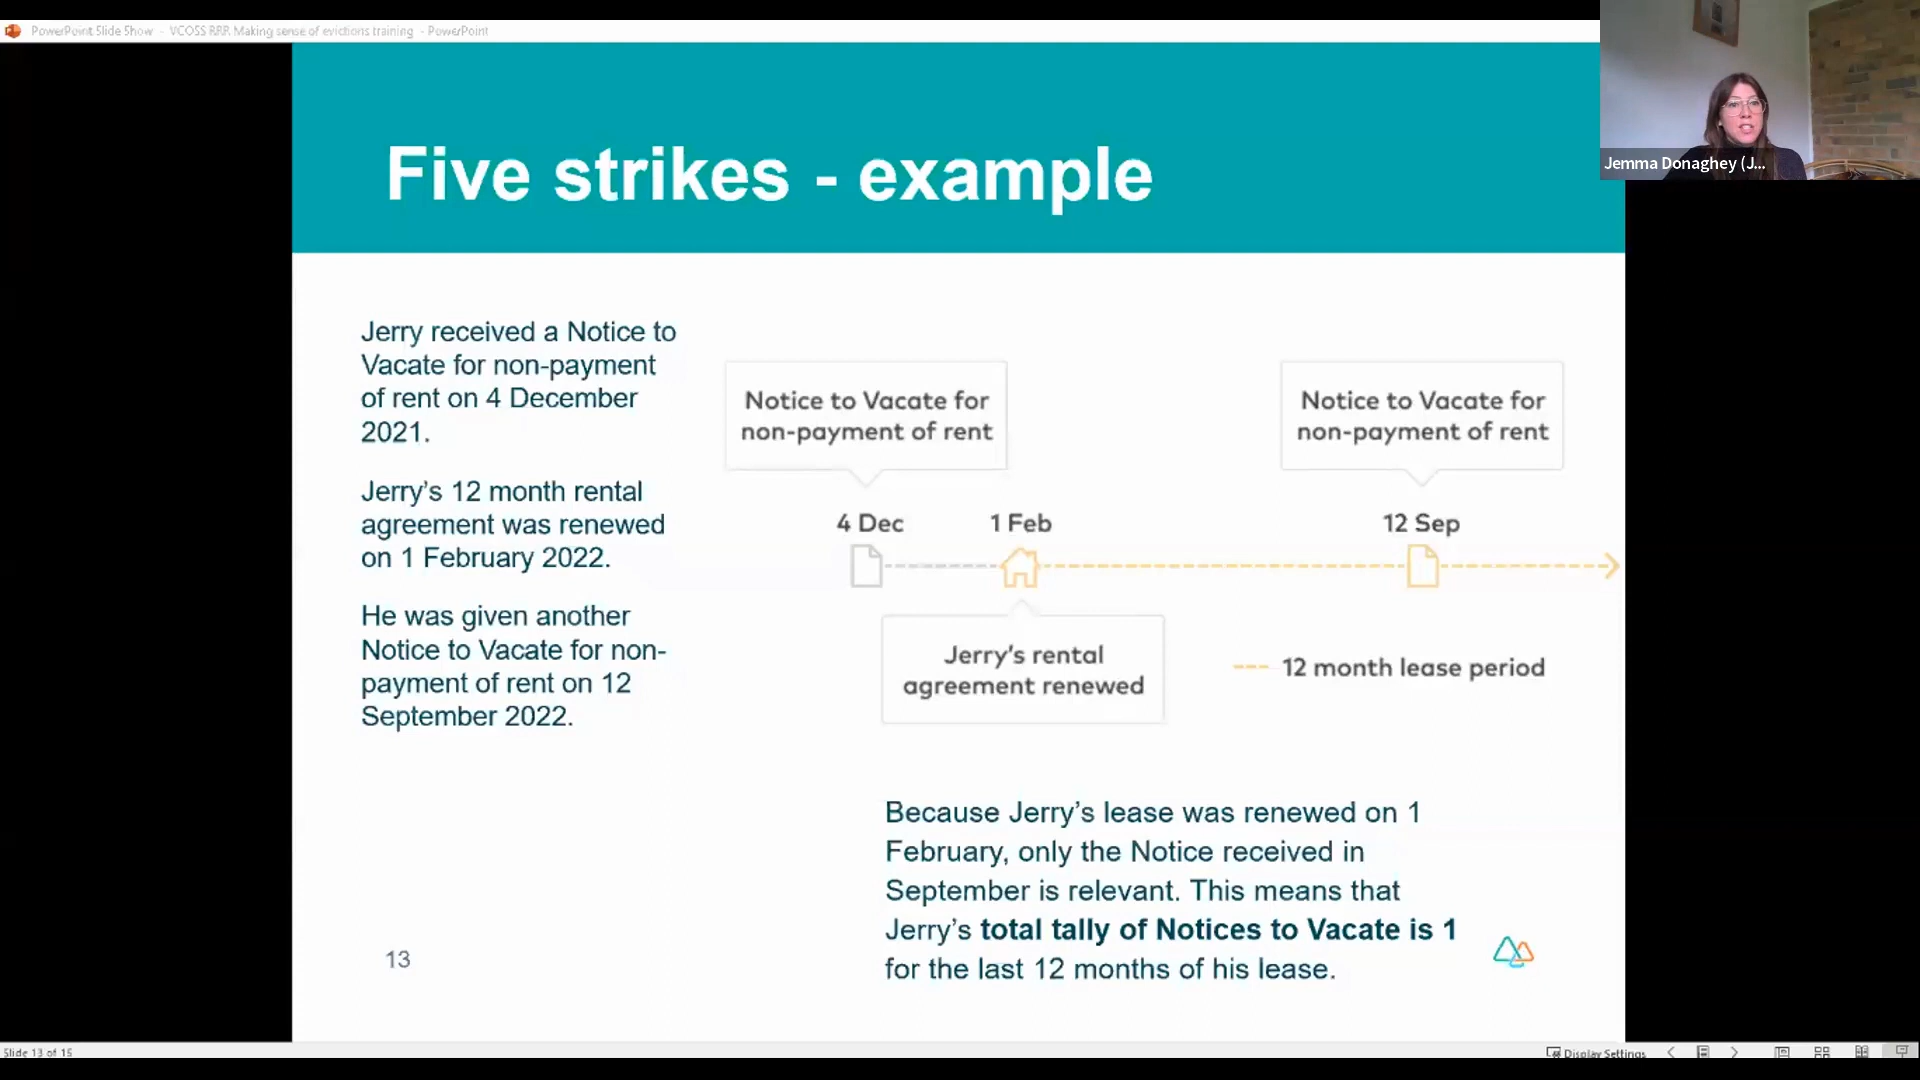 PowerPoint Slide Show - VCOSS RRR Making sense of evictions training - PowerPoint
Jemma Donaghey (J...
Five strikes - example
Jerry received a Notice to
Vacate for non-payment
of rent on 4 December
2021.
Jerry’s 12 month rental
agreement was renewed
on 1 February 2022.
He was given another
Notice to Vacate for non-
payment of rent on 12
September 2022.
Notice to Vacate for
non-payment of rent
Notice to Vacate for
non-payment of rent
4 Dec
1 Feb
12 Sep
Jerry’s rental
agreement renewed
12 month lease period
Because Jerry’s lease was renewed on 1
February, only the Notice received in
September is relevant. This means that
Jerry’s total tally of Notices to Vacate is 1
for the last 12 months of his lease.
13
Slide 13 of 15
Display Settings